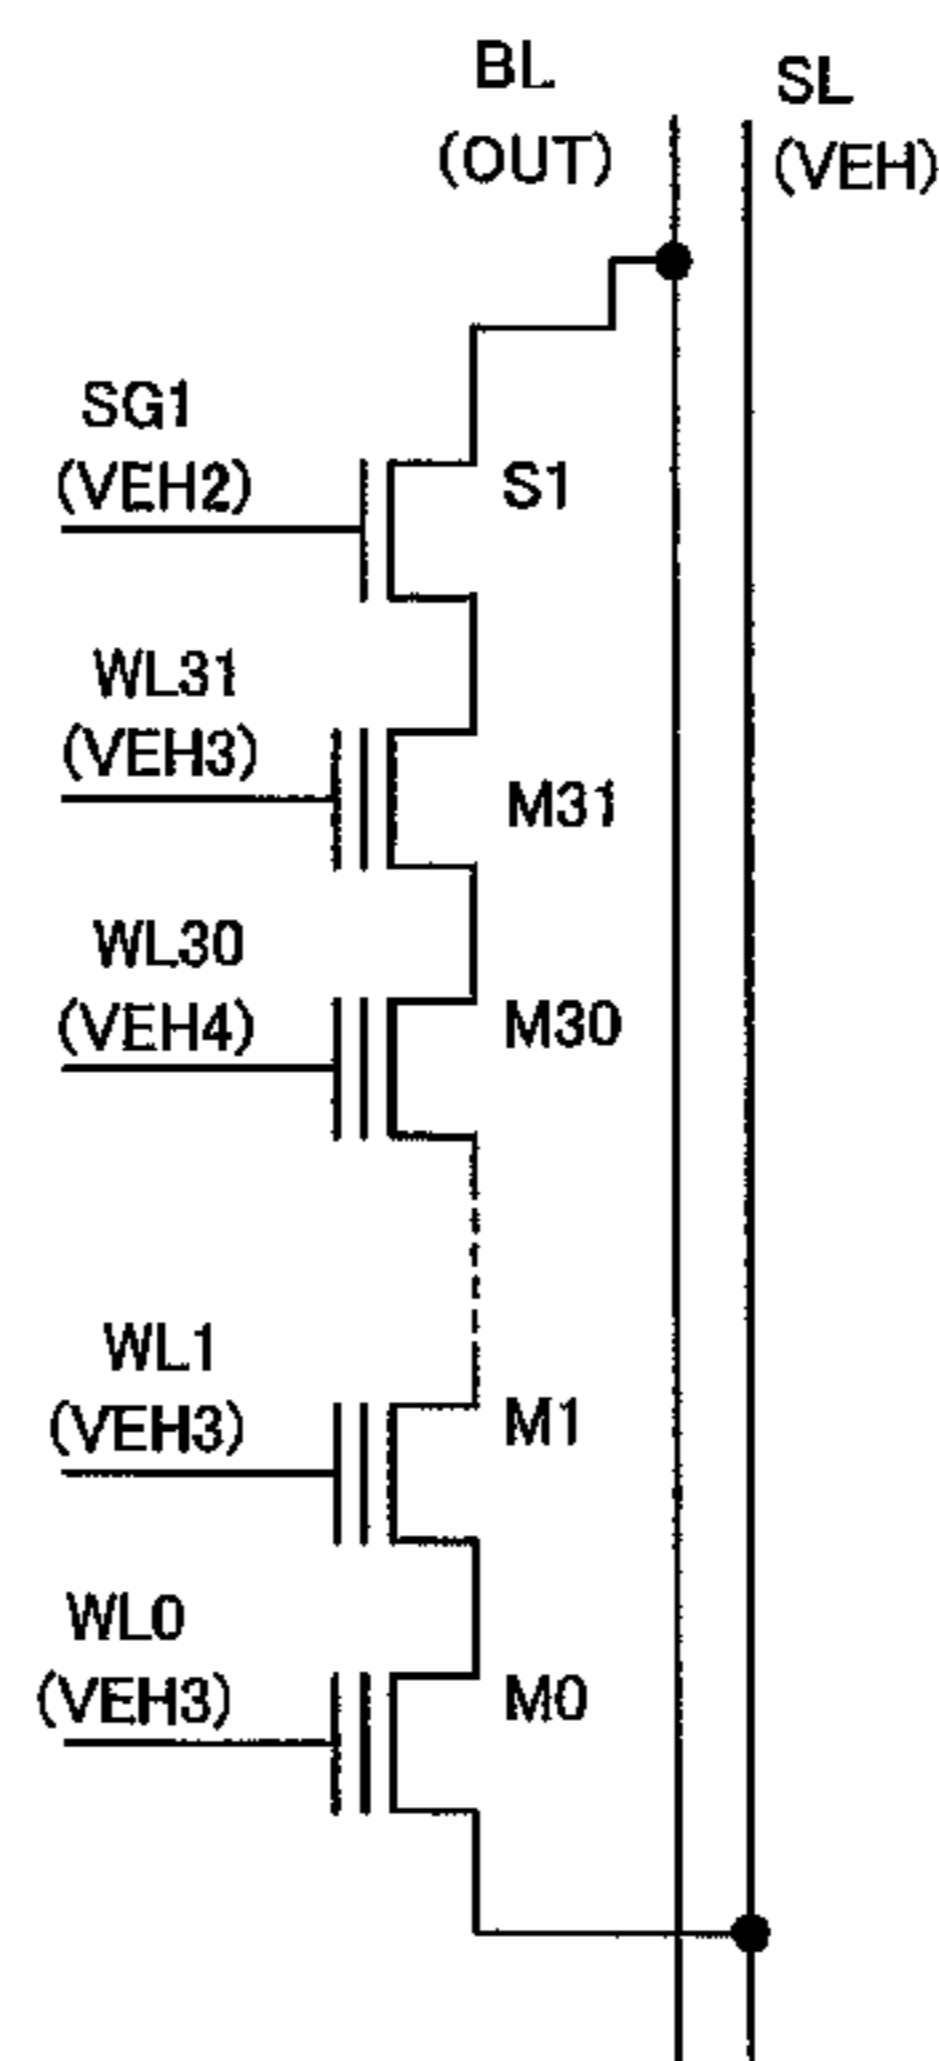 BL
(OUT)
SL
(VEH)
SG1
(VEH2)
S1
WL31
(VEH3)
M31
WL30
(VEH4)
M30
WL1
(VEH3)
M1
WL0
(VEH3)
M0